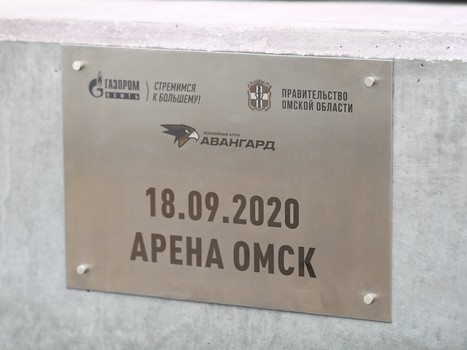 ГАЗПРОМ
НЕФТЬ
СТРЕМИМСЯ
К БОЛЬШЕМУ!
ПРАВИТЕЛЬСТВО
ОМСКОЙ ОБЛАСТИ
ХОККЕЙНЫЙ КЛУБ
АВАНГАРД
18.09.2020
АРЕНА ОМСК